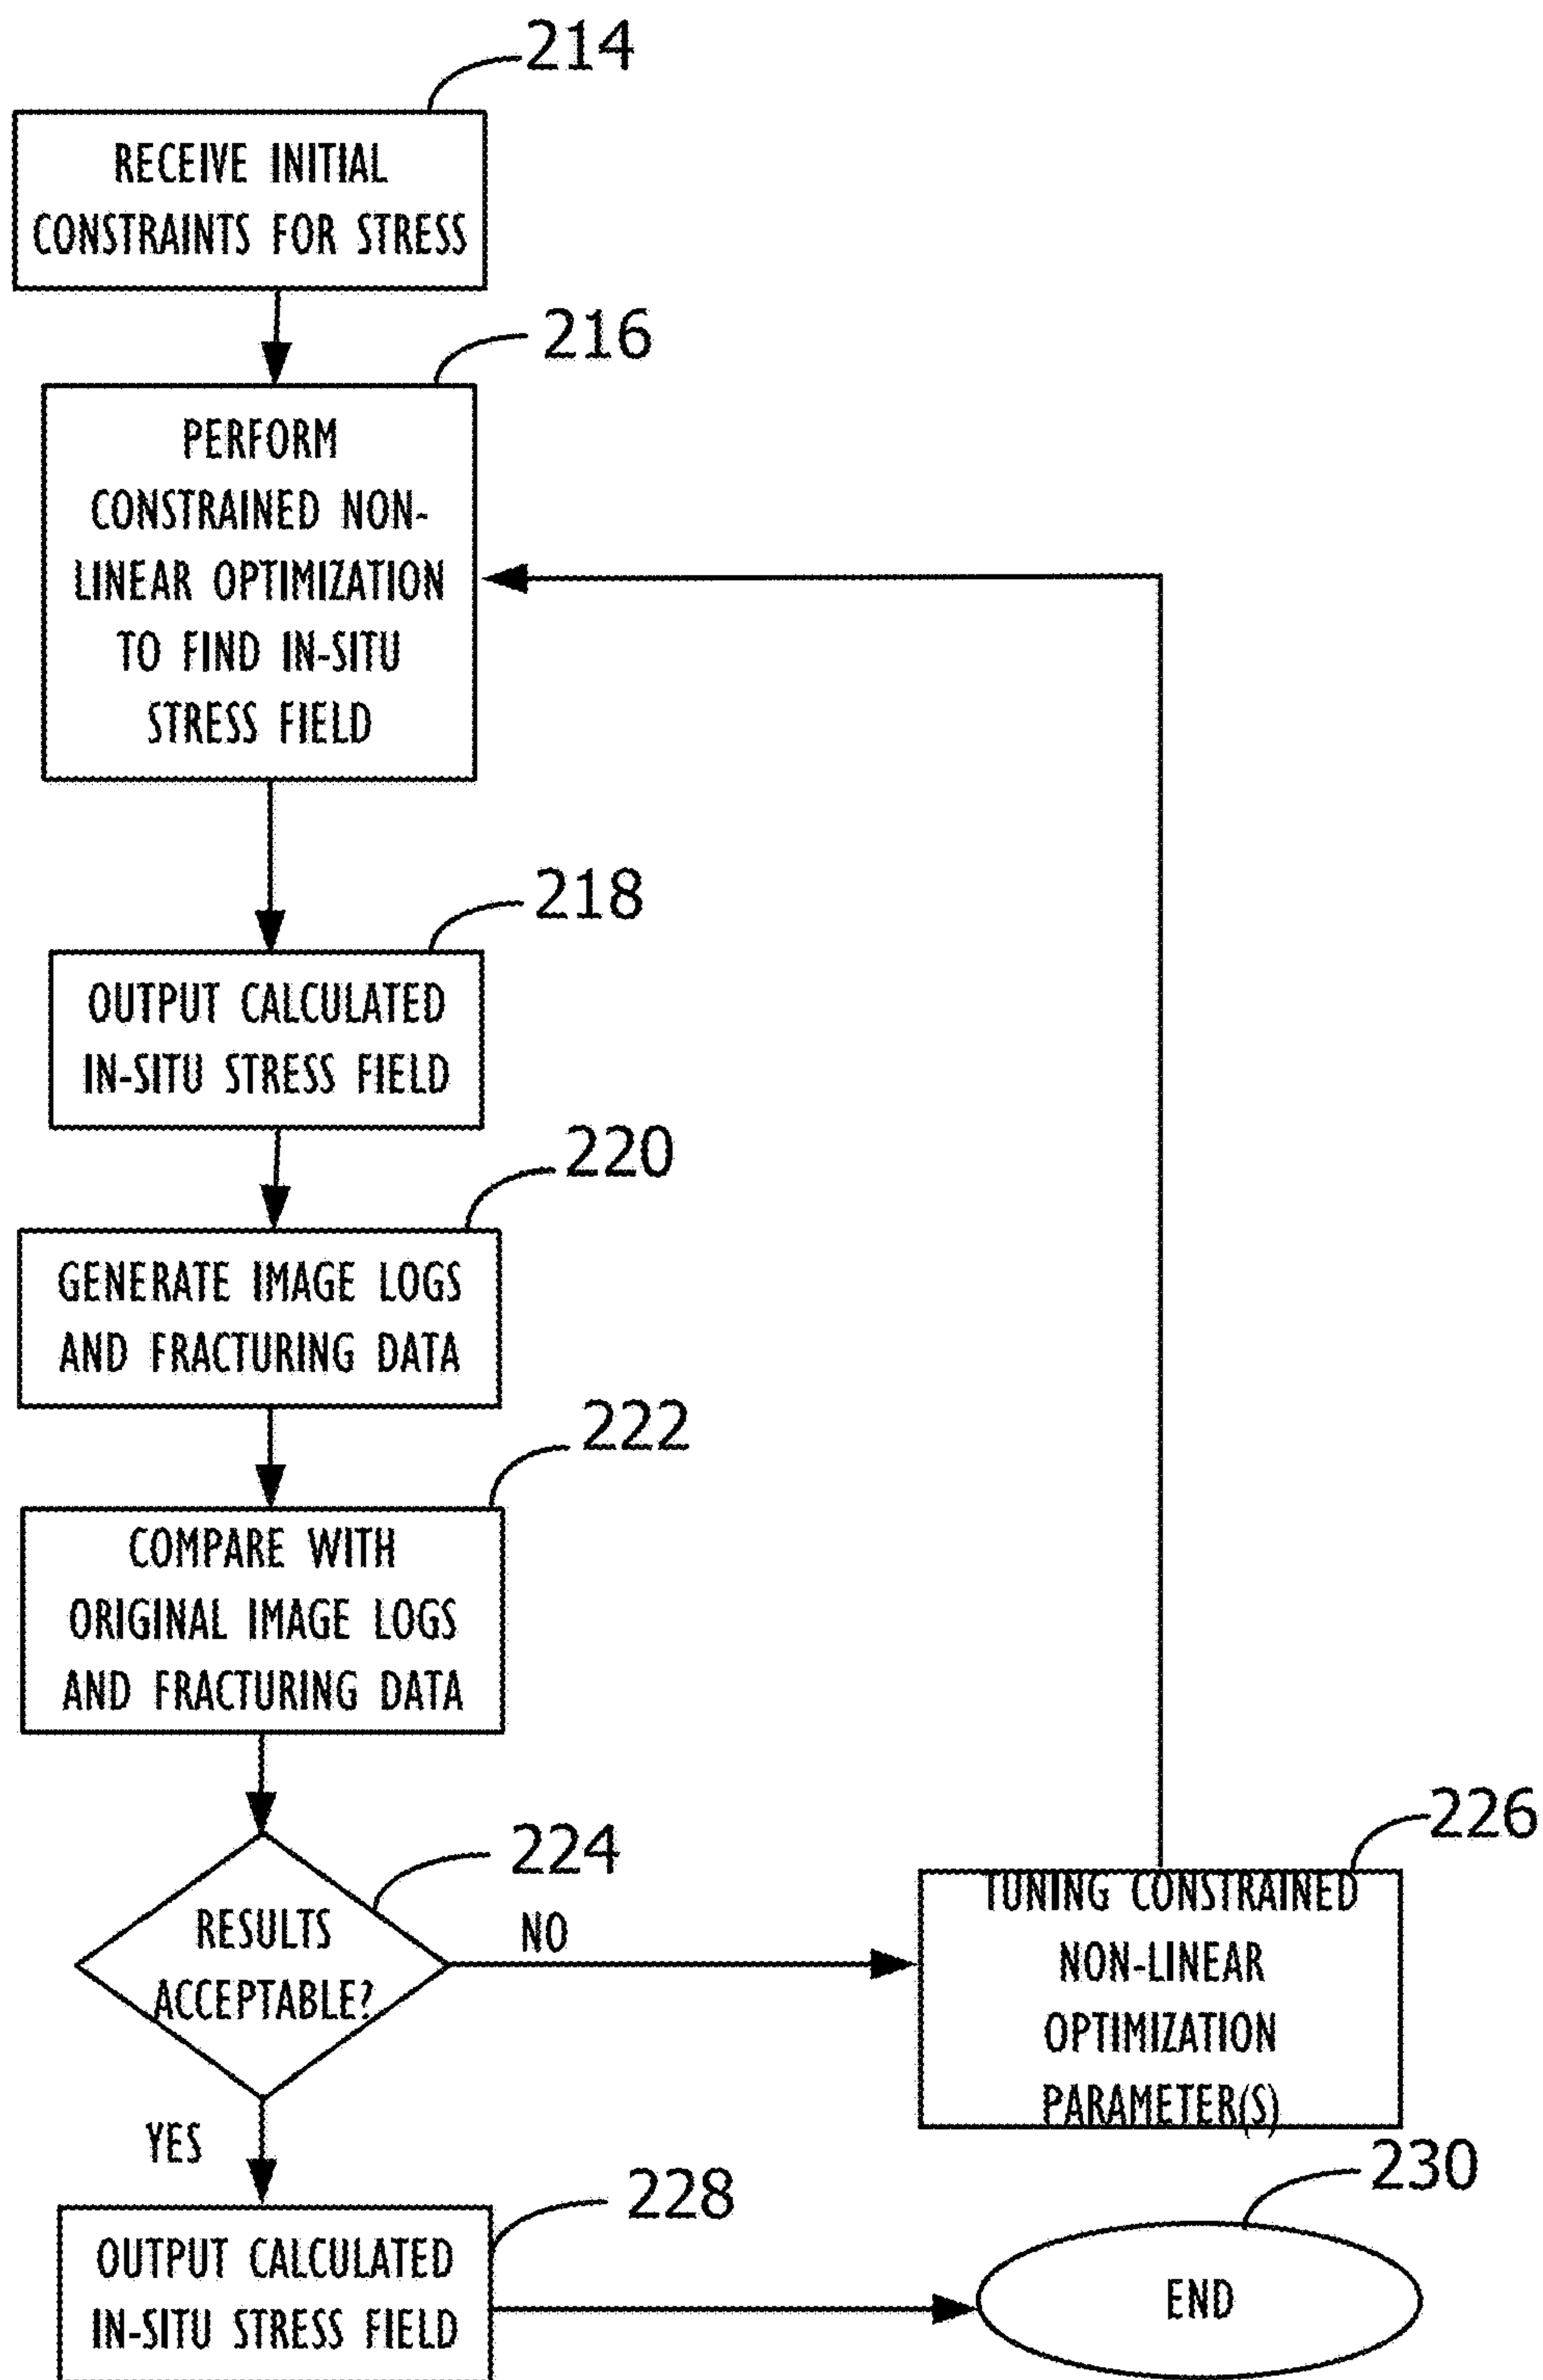 214
RECEIVE INITIAL
CONSTRAINTS FOR STRESS
216
PERFORM
CONSTRAINED NON-
LINEAR OPTIMIZATION
TO FIND IN-SITU
STRESS FIELD
218
OUTPUT CALCULATED
IN-SITU STRESS FIELD
220
GENERATE IMAGE LOGS
AND FRACTURING DATA
222
COMPARE WITH
ORIGINAL IMAGE LOGS
AND FRACTURING DATA
224
RESULTS
ACCEPTABLE?
NO
226
TUNING CONSTRAINED
NON-LINEAR
OPTIMIZATION
PARAMETER(S)
YES
228
OUTPUT CALCULATED
IN-SITU STRESS FIELD
230
END